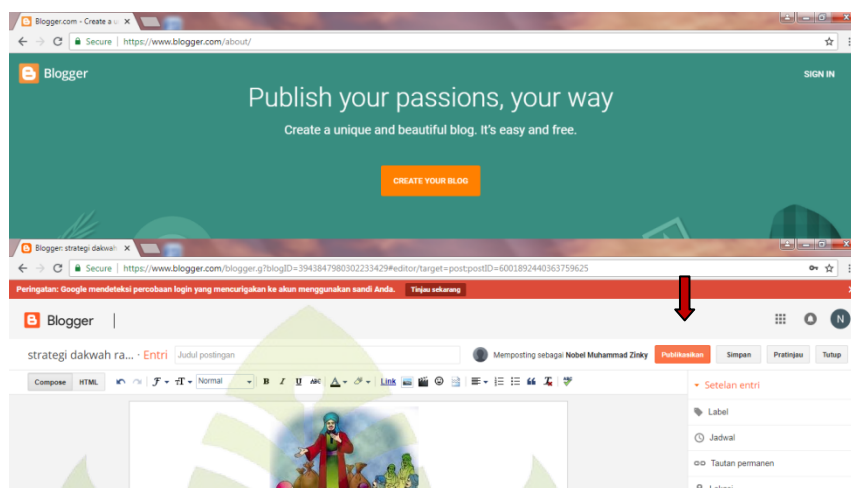 Blogger.com - Create a u
Secure | https://www.blogger.com/about/
Blogger
SIGN IN
Publish your passions, your way
Create a unique and beautiful blog. It's easy and free.
CREATE YOUR BLOG
Blogger: strategi dakwah
Secure | https://www.blogger.com/blogger.g?blogID=3943847980302233429#editor/target=post;postID=6001892440363759625
Peringatan: Google mendeteksi percobaan login yang mencurigakan ke akun menggunakan sandi Anda. Tinjau sekarang
Blogger
N
strategi dakwah ra... · Entri Judul postingan Memposting sebagai Nobel Muhammad Zinky Publikasikan Simpan Pratinjau Tutup
Compose HTML Normal B I U ABC A Link
Setelan entri
Label
Jadwal
Tautan permanen